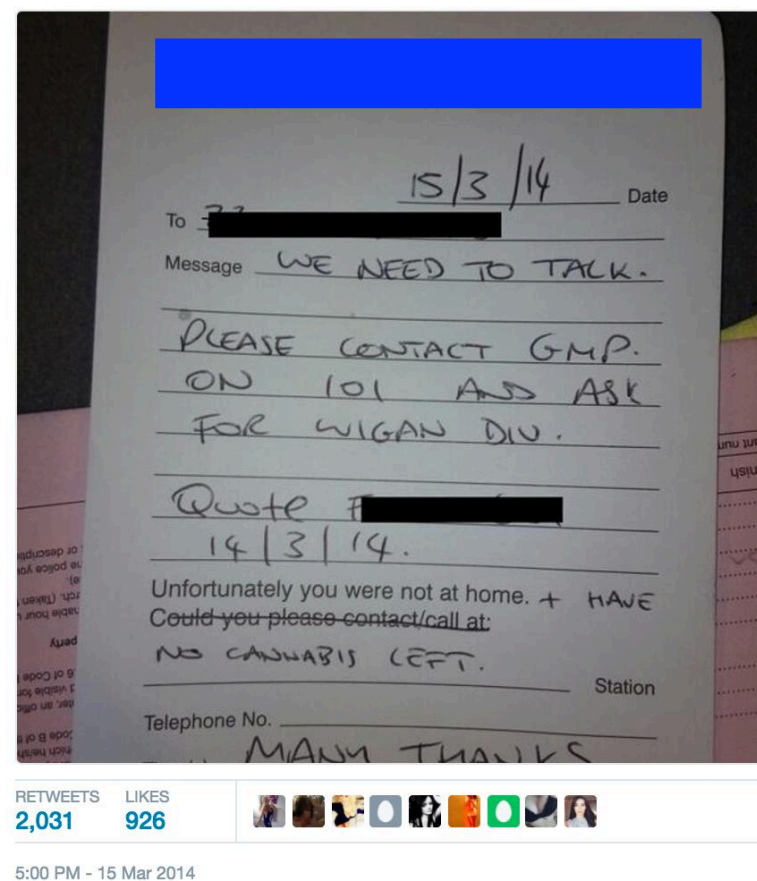 15/3/14 Date
To
Message WE NEED TO TALK.
PLEASE CONTACT GMP.
ON 101 AND ASK
FOR WIGAN DIV.
Quote F
14/3/14.
Unfortunately you were not at home. + HAVE
Could you please contact/call at:
NO CANNABIS LEFT.
Station
Telephone No.
MANY THANKS
RETWEETS LIKES
2,031 926
5:00 PM - 15 Mar 2014